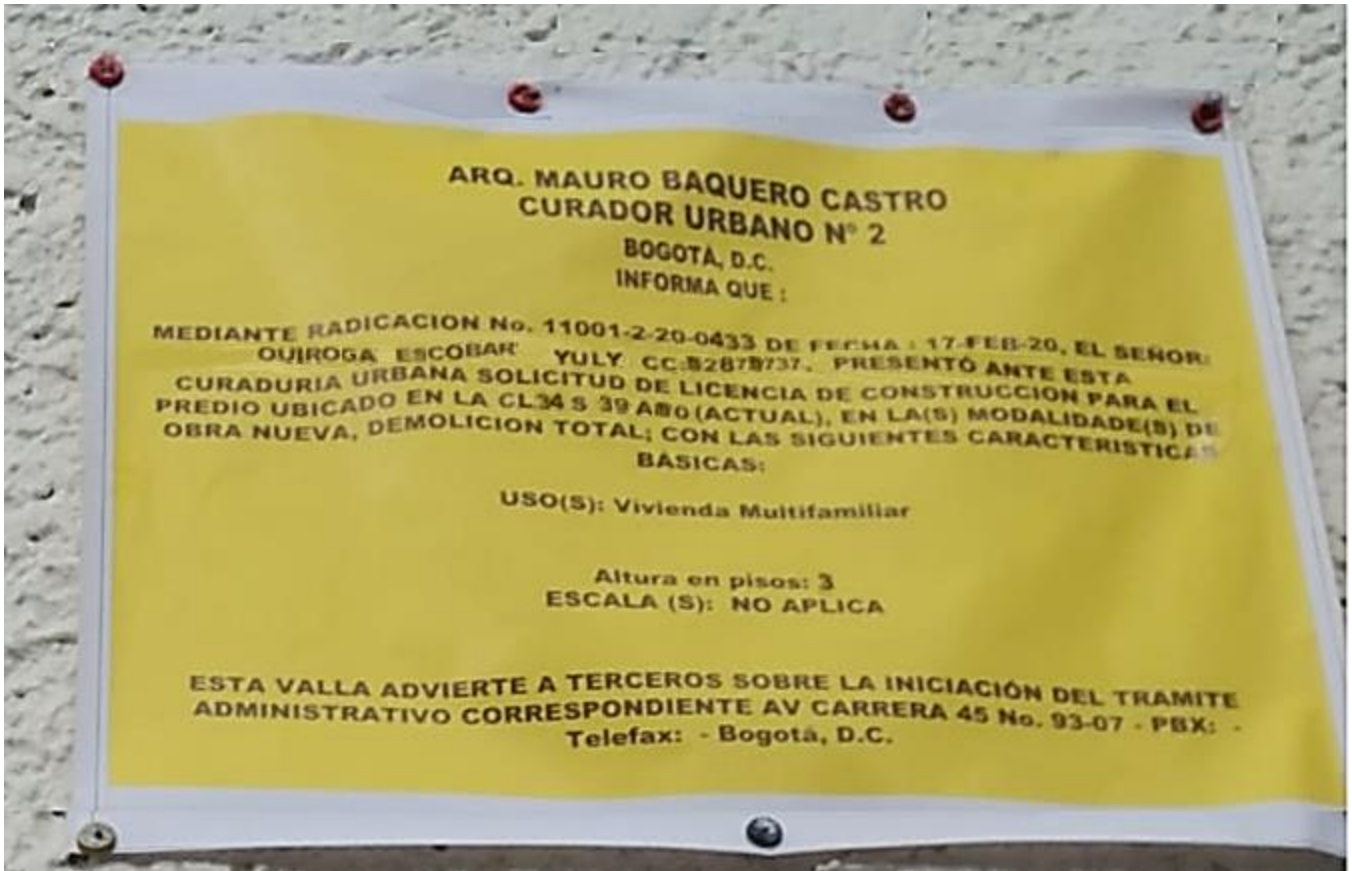 ARQ. MAURO BAQUERO CASTRO
CURADOR URBANO N° 2
BOGOTÁ, D.C.
INFORMA QUE :
MEDIANTE RADICACION No. 11001-2-20-0433 DE FECHA : 17-FEB-20, EL SEÑOR:
QUIROGA ESCOBAR YULY PRESENTÓ ANTE ESTA
CURADURIA URBANA SOLICITUD DE LICENCIA DE CONSTRUCCION PARA EL
PREDIO UBICADO EN LA CL 34 S 39 (ACTUAL), EN LA(S) MODALIDADE(S) DE
OBRA NUEVA, DEMOLICION TOTAL; CON LAS SIGUIENTES CARACTERISTICAS
BASICAS:
USO(S): Vivienda Multifamiliar
Altura en pisos: 3
ESCALA (S): NO APLICA
ESTA VALLA ADVIERTE A TERCEROS SOBRE LA INICIACIÓN DEL TRAMITE
ADMINISTRATIVO CORRESPONDIENTE AV CARRERA 45 No. 93-07 - PBX: -
Telefax: - Bogotá, D.C.